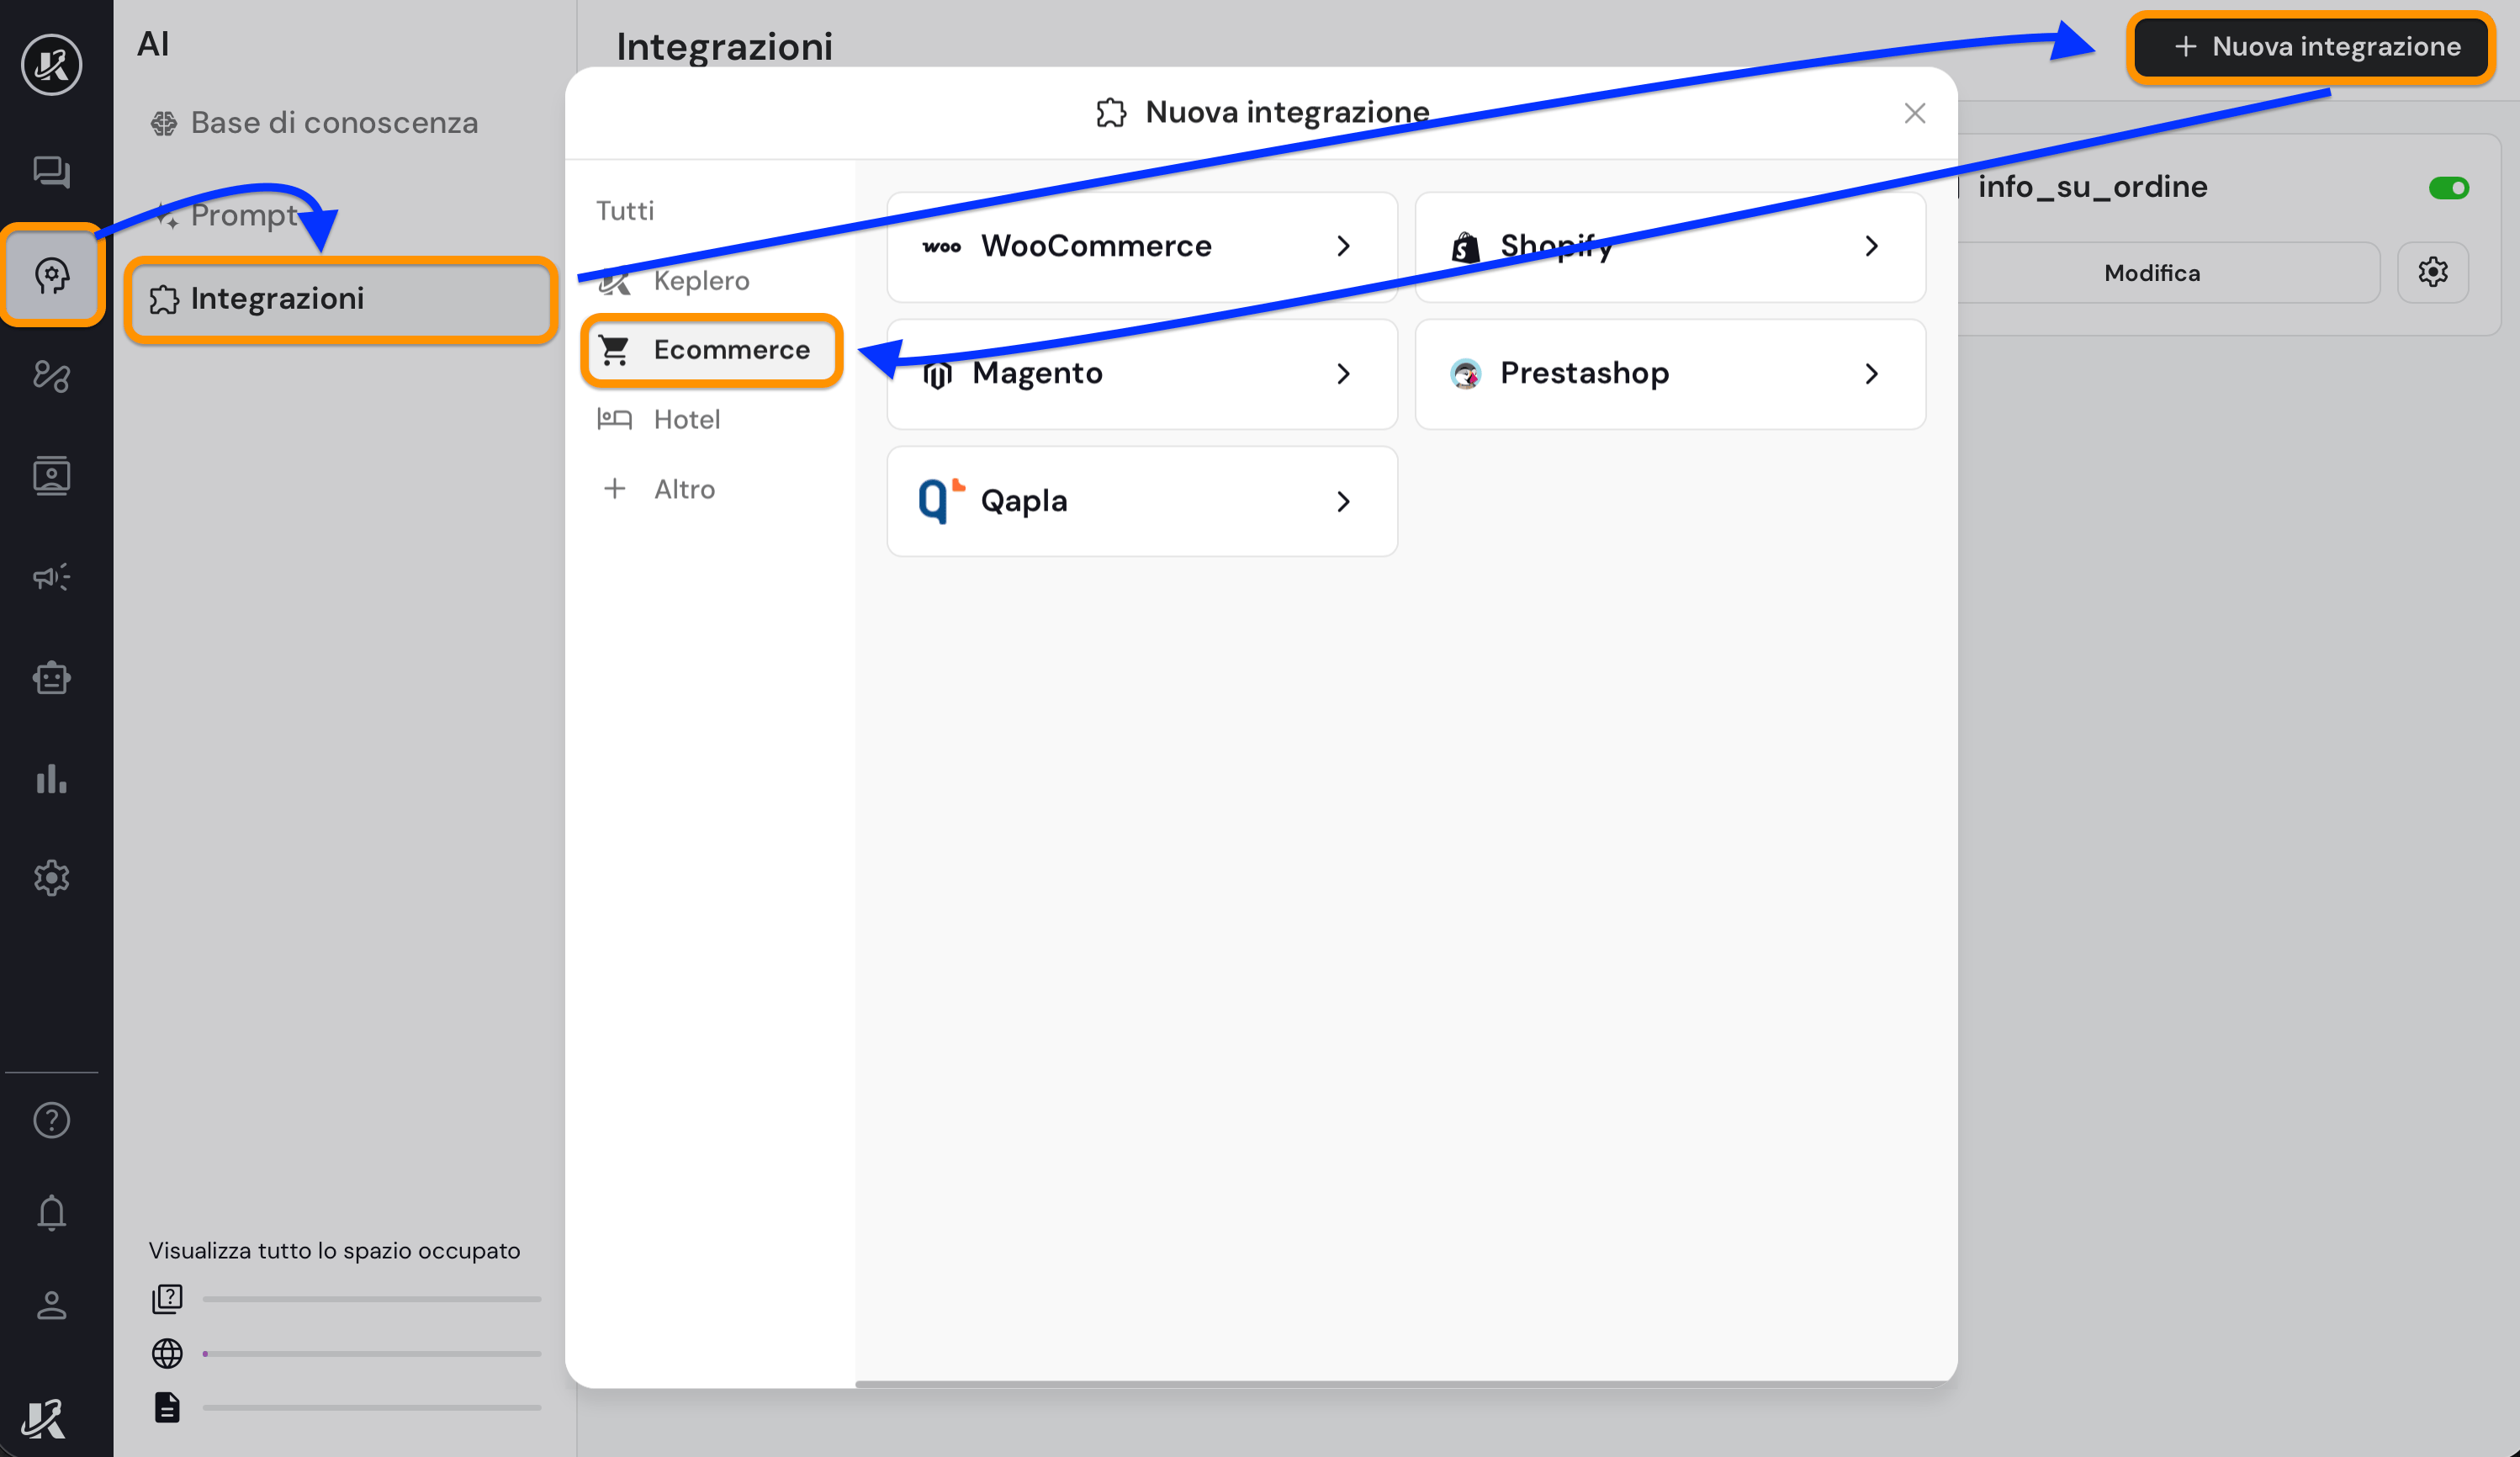 AI
Base di conoscenza
Prompt
Integrazioni
Visualizza tutto lo spazio occupato
Integrazioni
+ Nuova integrazione
info_su_ordine
Modifica
Nuova integrazione
Tutti
Keplero
Ecommerce
Hotel
+ Altro
woo WooCommerce
Shopify
Magento
Prestashop
Qapla